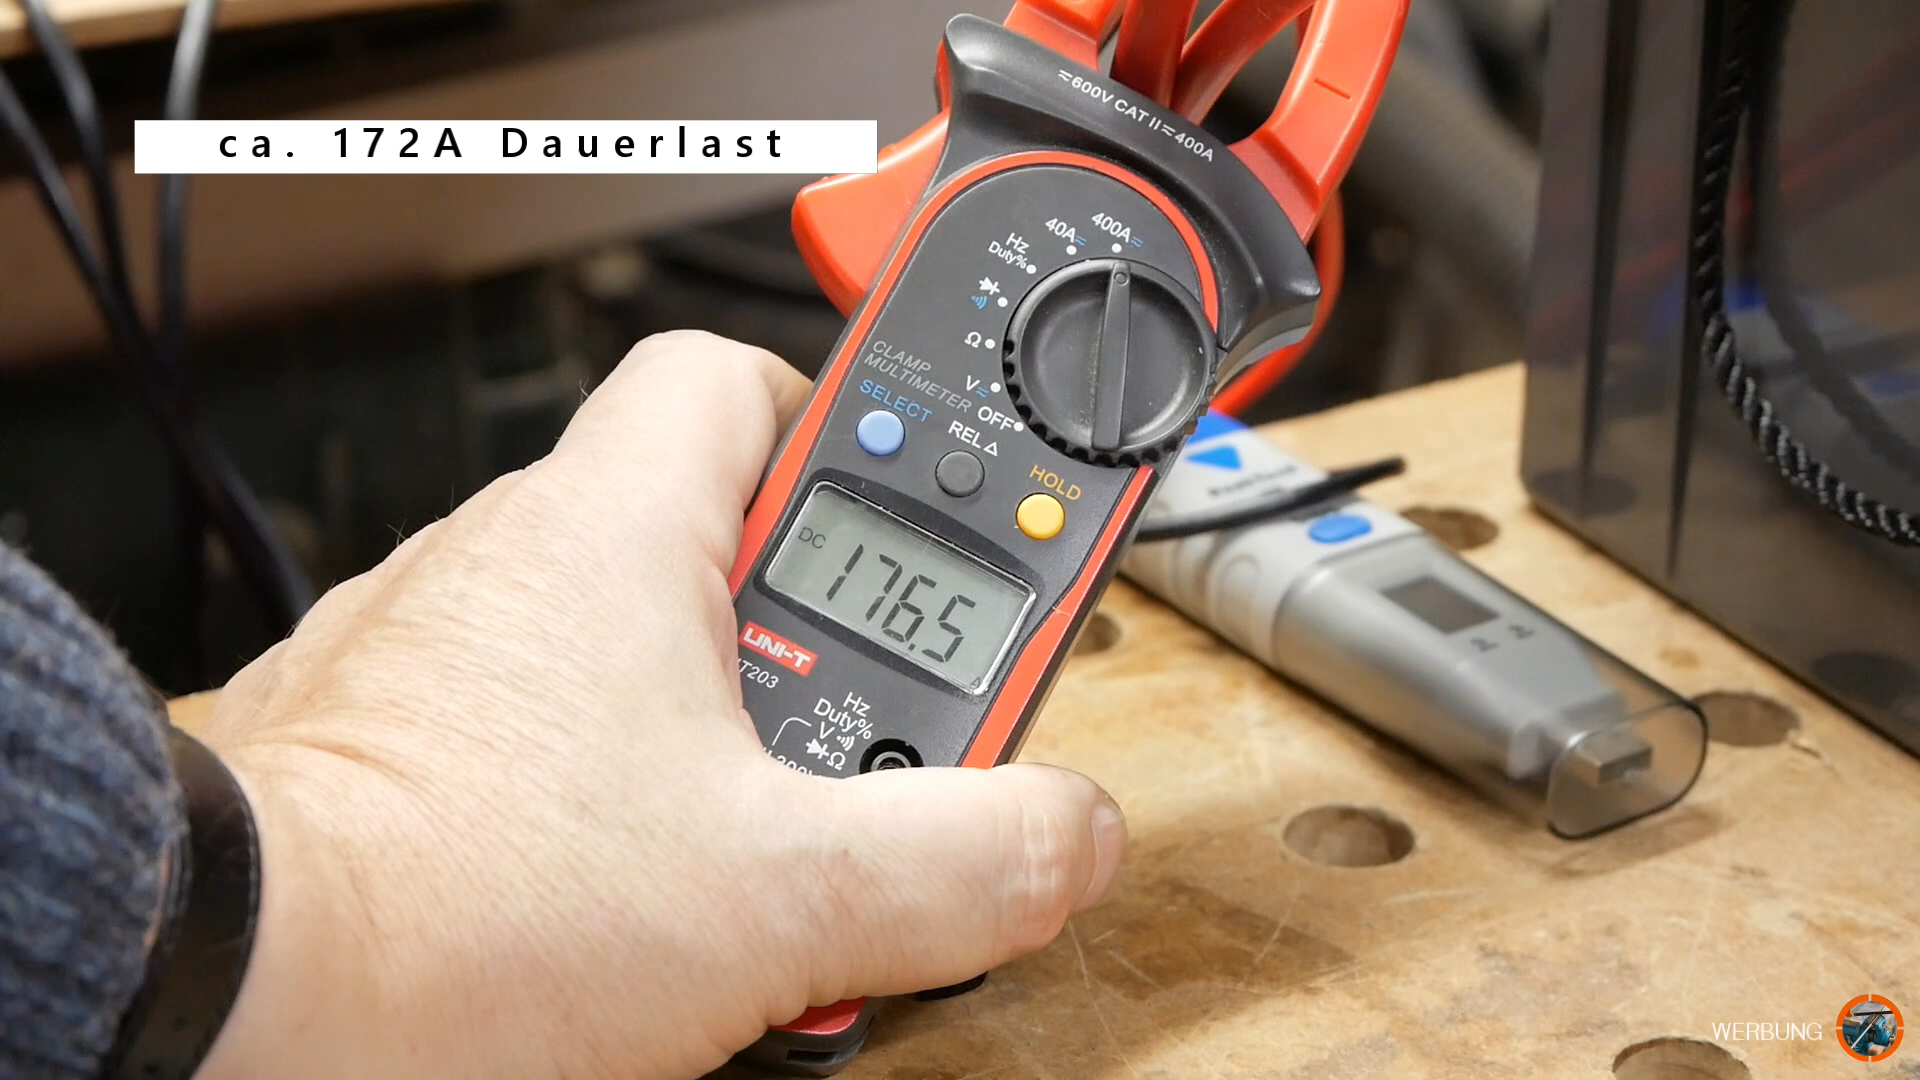 ca. 172A Dauerlast
≂600V CAT II≂400A
400A≂
40A≂
Hz
Duty%
Ω
V≂
OFF
CLAMP
MULTIMETER
SELECT
REL△
HOLD
DC
176.5
A
UNI-T
T203
Hz
Duty%
V
Ω
WERBUNG